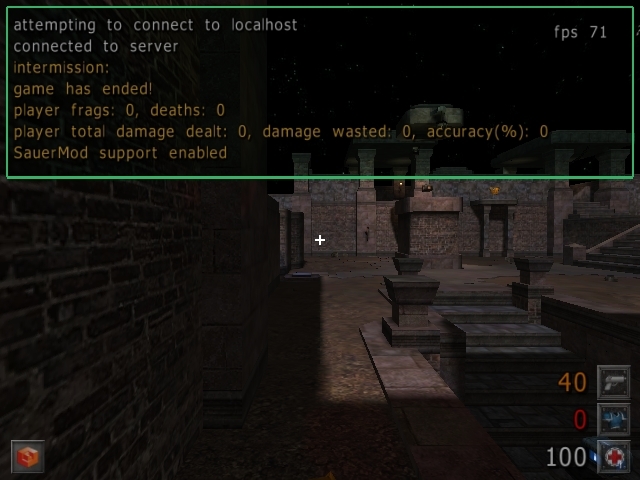 attempting to connect to localhost
fps 71
connected to server
intermission:
game has ended!
player frags: 0, deaths: 0
player total damage dealt: 0, damage wasted: 0, accuracy(%): 0
SauerMod support enabled
40
0
100